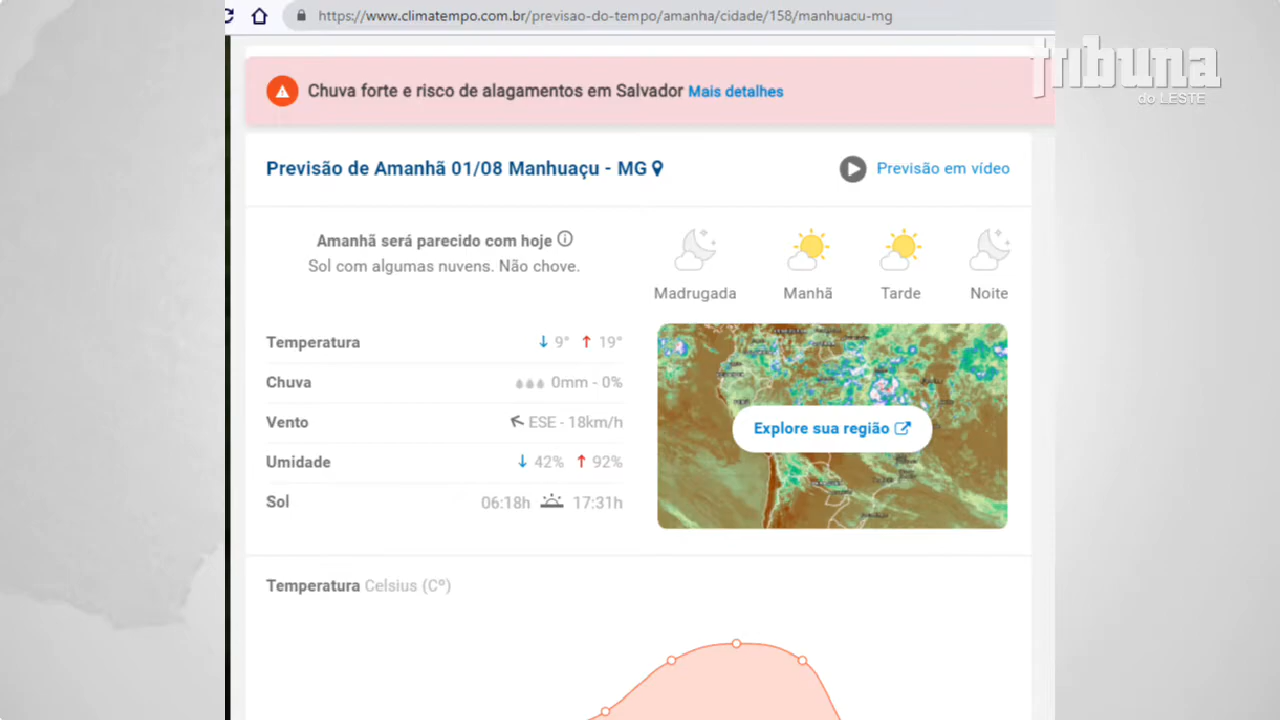 https://www.climatempo.com.br/previsao-do-tempo/amanha/cidade/158/manhuacu-mg
tribuna
do LESTE
Chuva forte e risco de alagamentos em Salvador Mais detalhes
Previsão de Amanhã 01/08 Manhuaçu - MG
Previsão em vídeo
Amanhã será parecido com hoje
Sol com algumas nuvens. Não chove.
Madrugada
Manhã
Tarde
Noite
Temperatura
↓ 9° ↑ 19°
Chuva
0mm - 0%
Vento
ESE - 18km/h
Umidade
↓ 42% ↑ 92%
Sol
06:18h 17:31h
Explore sua região
Temperatura Celsius (Cº)